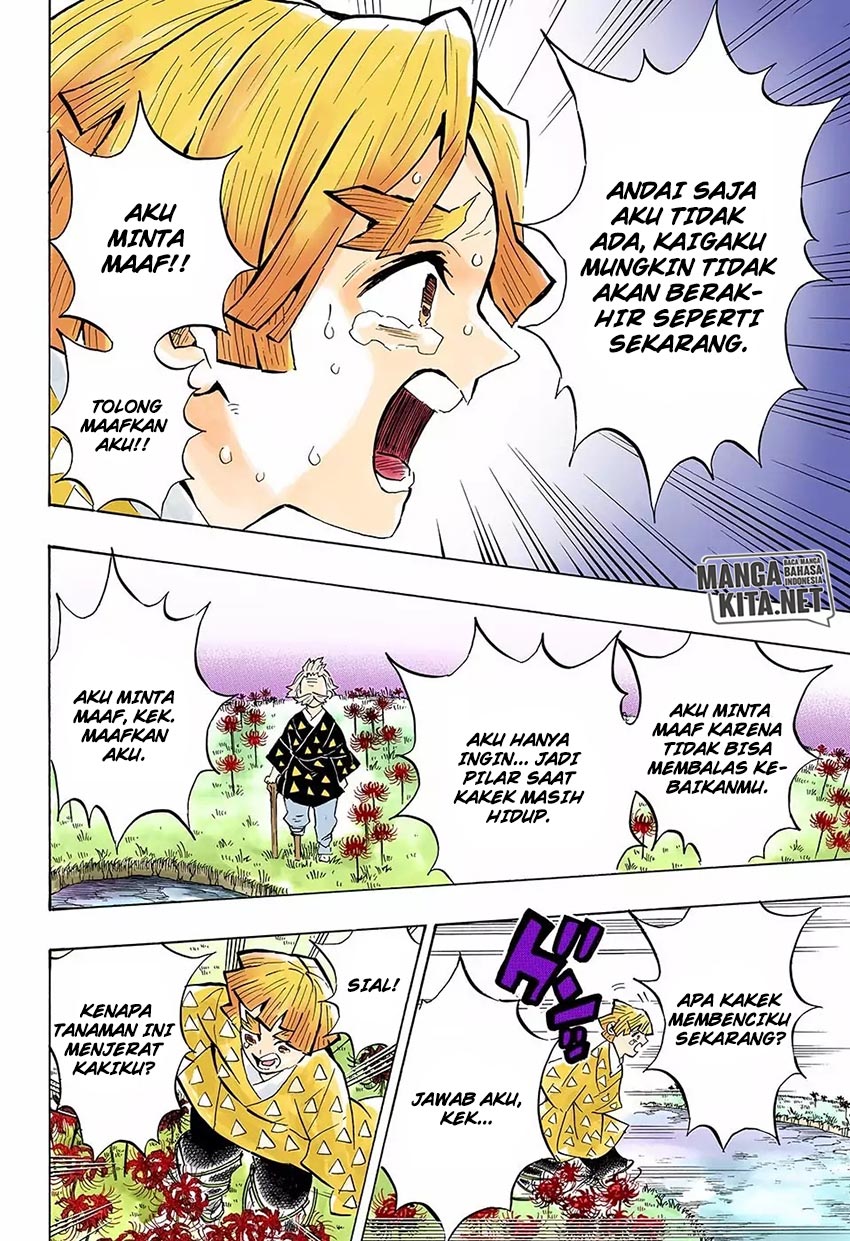 ANDAI SAJA
AKU TIDAK
ADA, KAIGAKU
MUNGKIN TIDAK
AKAN BERAK-
HIR SEPERTI
SEKARANG.
AKU
MINTA
MAAF!!
TOLONG
MAAFKAN
AKU!!
MANGA
KITA.NET
BACA MANGA
BAHASA
INDONESIA
AKU MINTA
MAAF KARENA
TIDAK BISA
MEMBALAS KE-
BAIKANMU.
AKU HANYA
INGIN... JADI
PILAR SAAT
KAKEK MASIH
HIDUP.
AKU MINTA
MAAF, KEK.
MAAFKAN
AKU.
APA KAKEK
MEMBENCIKU
SEKARANG?
グンッ
JAWAB AKU,
KEK...
SIAL!
KENAPA
TANAMAN INI
MENJERAT
KAKIKU?